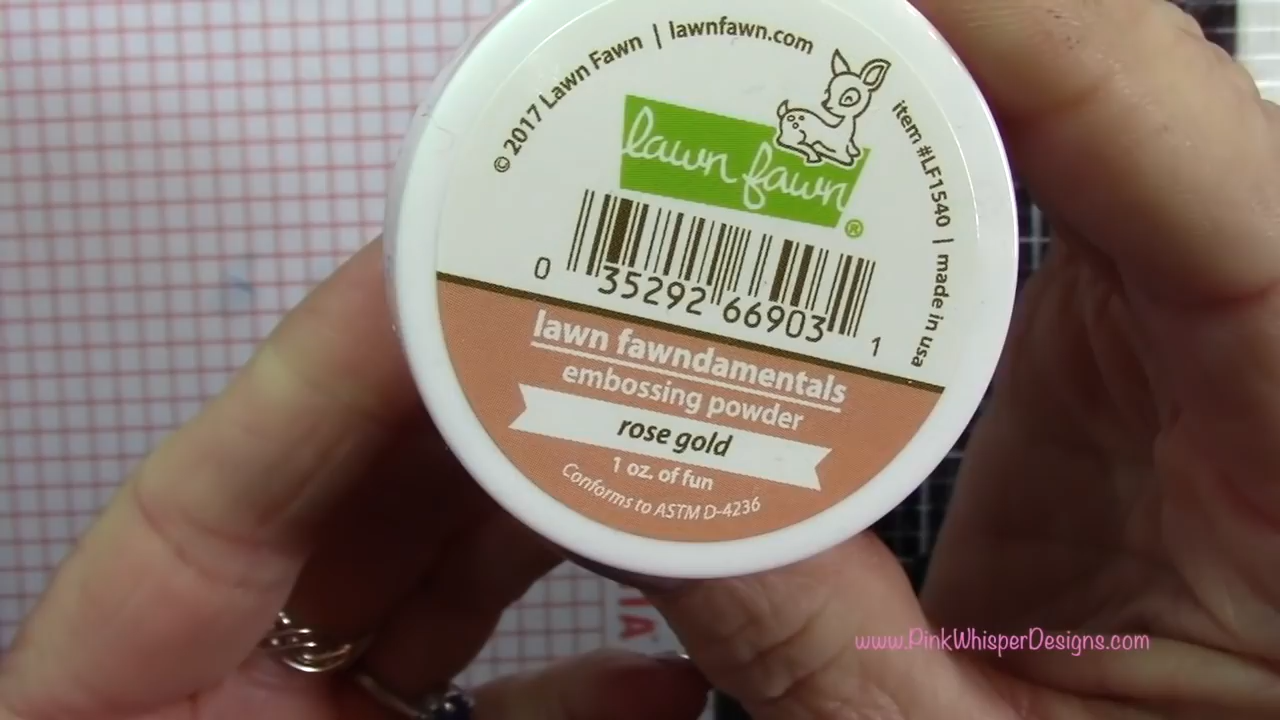 © 2017 Lawn Fawn | lawnfawn.com
item #LF1540 | made in usa
lawn fawn®
0 35292 66903 1
lawn fawndamentals
embossing powder
rose gold
1 oz. of fun
Conforms to ASTM D-4236
www.PinkWhisperDesigns.com